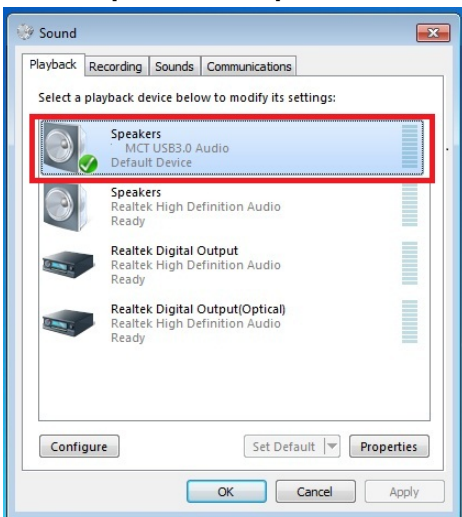 Sound
Playback Recording Sounds Communications
Select a playback device below to modify its settings:
Speakers
MCT USB3.0 Audio
Default Device
Speakers
Realtek High Definition Audio
Ready
Realtek Digital Output
Realtek High Definition Audio
Ready
Realtek Digital Output(Optical)
Realtek High Definition Audio
Ready
Configure Set Default Properties
OK Cancel Apply